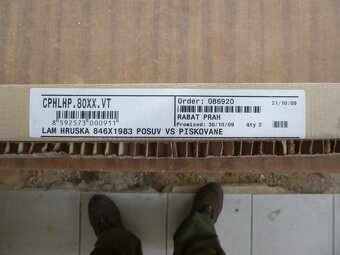 CPHLHP.80XX.VT
Order: 086920
21/10/09
8 592573 000911
RABAT PRAH
Promised: 30/10/09 Qty 2
LAM HRUSKA 846X1983 POSUV VS PISKOVANE